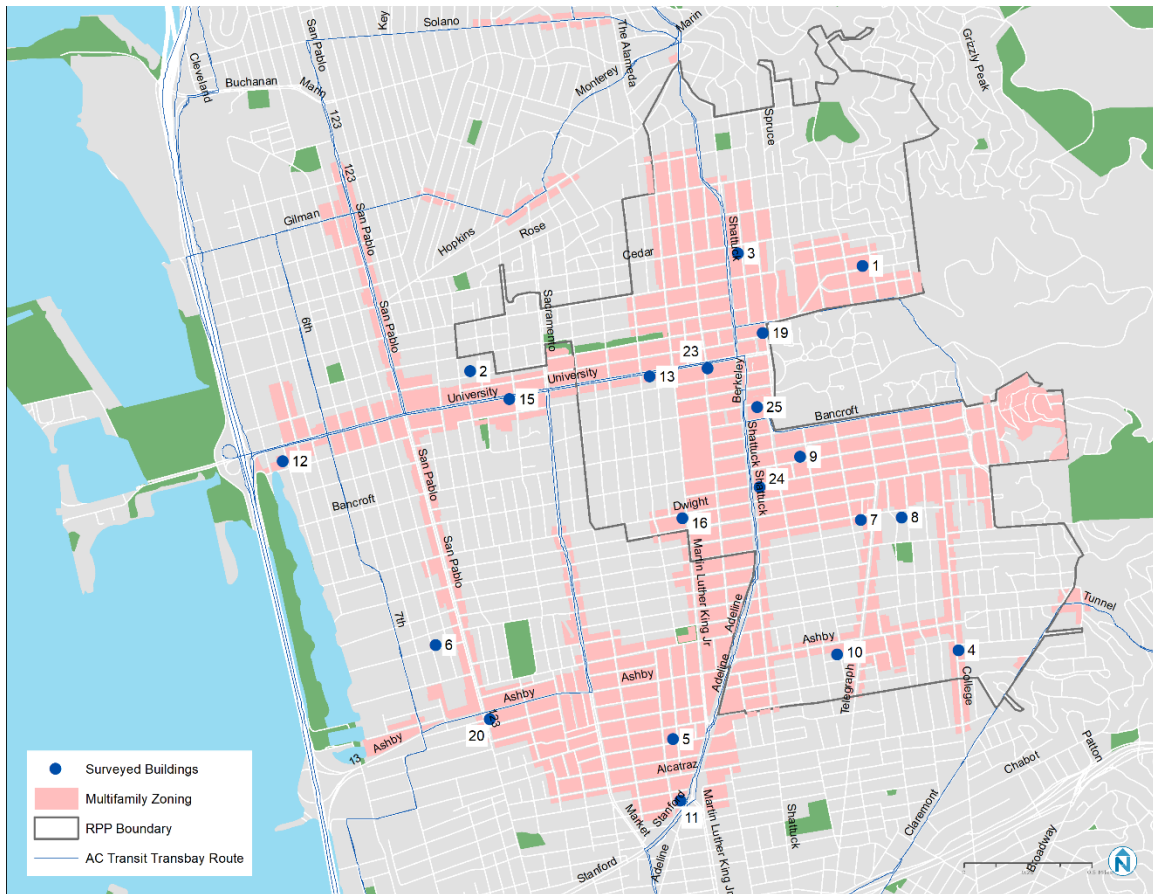 Key
Solano
San Pablo
The Alameda
Marin
Grizzly Peak
Cleveland
Buchanan
Marin
Monterey
123
Spruce
123
San Pablo
Gilman
Hopkins
Rose
Cedar
Shattuck
3
1
6th
San Pablo
Sacramento
19
23
2
University
13
Berkeley
University
15
25
Bancroft
12
San Pablo
Shattuck
9
Bancroft
Shattuck
24
Dwight
16
7
8
San Pablo
Martin Luther King Jr
7th
Adeline
Tunnel
6
Ashby
10
4
Ashby
Ashby
Adeline
Telegraph
College
123
20
Ashby
13
5
Alcatraz
Patton
Chabot
Stanford
11
Market
Martin Luther King Jr
Shattuck
Claremont
Broadway
Stanford
Adeline
Surveyed Buildings
Multifamily Zoning
RPP Boundary
AC Transit Transbay Route
N